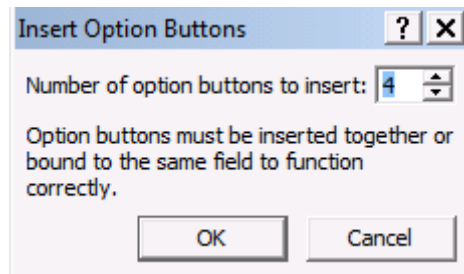 Insert Option Buttons
Number of option buttons to insert: 4
Option buttons must be inserted together or
bound to the same field to function
correctly.
OK Cancel